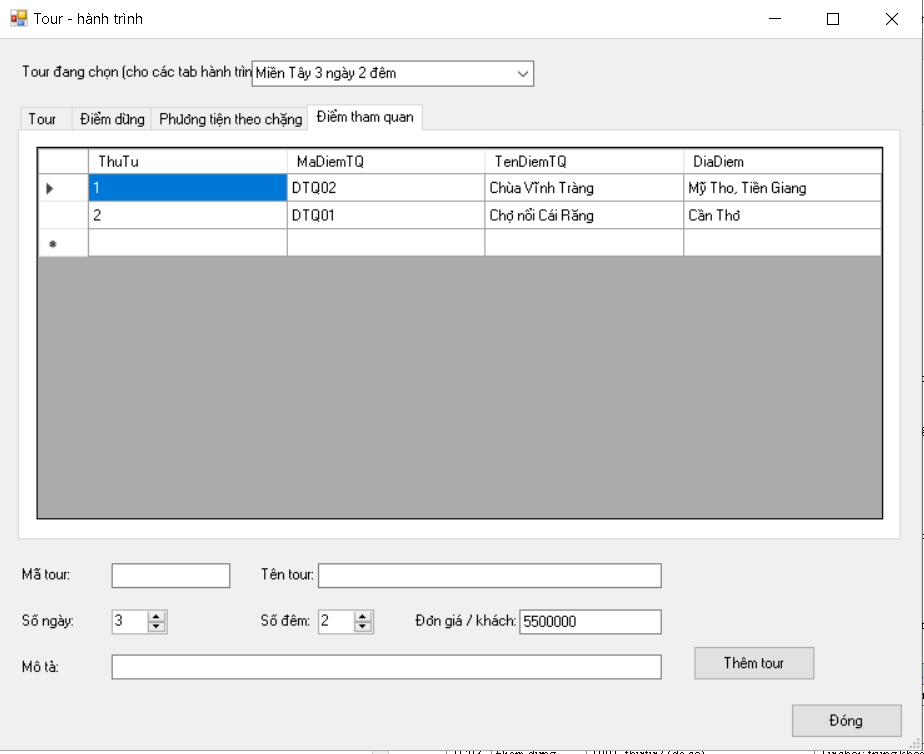 Tour - hành trình
Tour đang chọn (cho các tab hành trìn
Miền Tây 3 ngày 2 đêm
Tour Điểm dừng Phương tiện theo chặng Điểm tham quan
ThuTu MaDiemTQ TenDiemTQ DiaDiem
1 DTQ02 Chùa Vĩnh Tràng Mỹ Tho, Tiền Giang
2 DTQ01 Chợ nổi Cái Răng Cần Thơ
Mã tour: Tên tour:
Số ngày: 3 Số đêm: 2 Đơn giá / khách: 5500000
Mô tả:
Thêm tour
Đóng